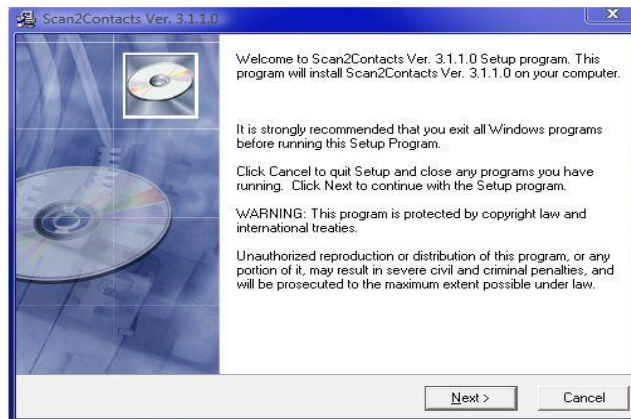 Scan2Contacts Ver. 3.1.1.0
Welcome to Scan2Contacts Ver. 3.1.1.0 Setup program. This
program will install Scan2Contacts Ver. 3.1.1.0 on your computer.
It is strongly recommended that you exit all Windows programs
before running this Setup Program.
Click Cancel to quit Setup and close any programs you have
running. Click Next to continue with the Setup program.
WARNING: This program is protected by copyright law and
international treaties.
Unauthorized reproduction or distribution of this program, or any
portion of it, may result in severe civil and criminal penalties, and
will be prosecuted to the maximum extent possible under law.
Next > Cancel